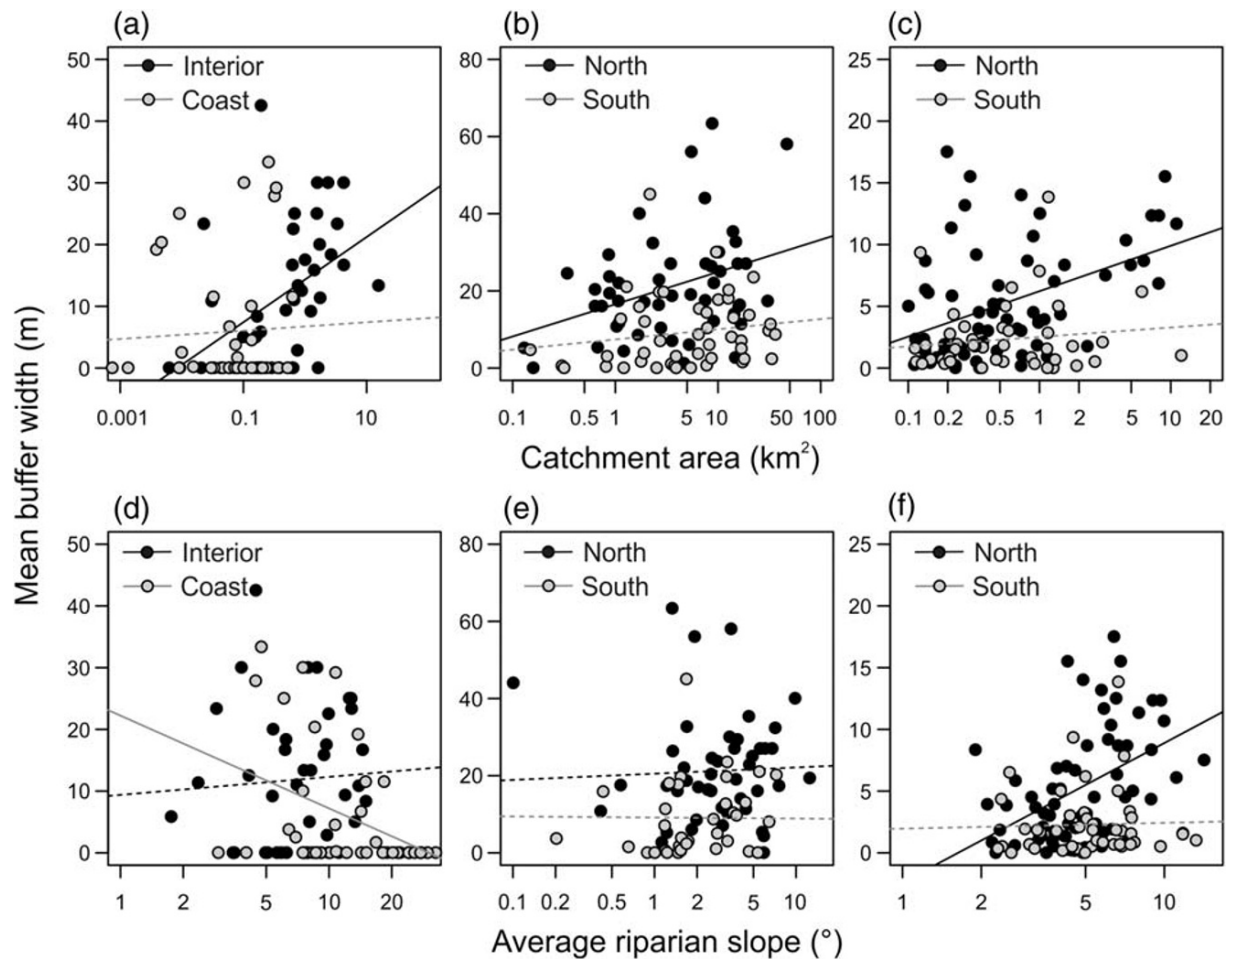 (a) (b) (c)
50 40 30 20 10 0
Interior
Coast
0.001 0.1 10
80 60 40 20 0
North
South
0.1 0.5 1 5 10 50 100
25 20 15 10 5 0
North
South
0.1 0.2 0.5 1 2 5 10 20
Catchment area (km²)
Mean buffer width (m)
(d) (e) (f)
50 40 30 20 10 0
Interior
Coast
1 2 5 10 20
80 60 40 20 0
North
South
0.1 0.2 0.5 1 2 5 10
25 20 15 10 5 0
North
South
1 2 5 10
Average riparian slope (°)